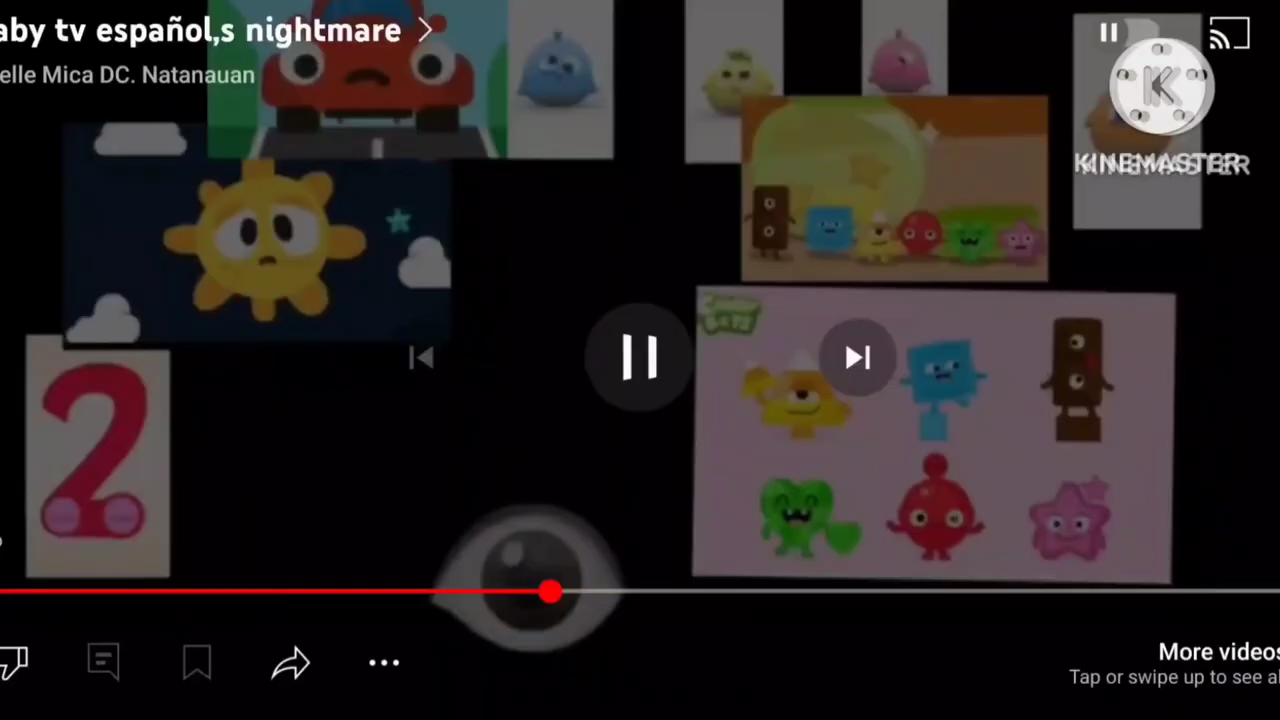 aby tv español,s nightmare
elle Mica DC. Natanauan
K
KINEMASTER
2
More videos
Tap or swipe up to see al